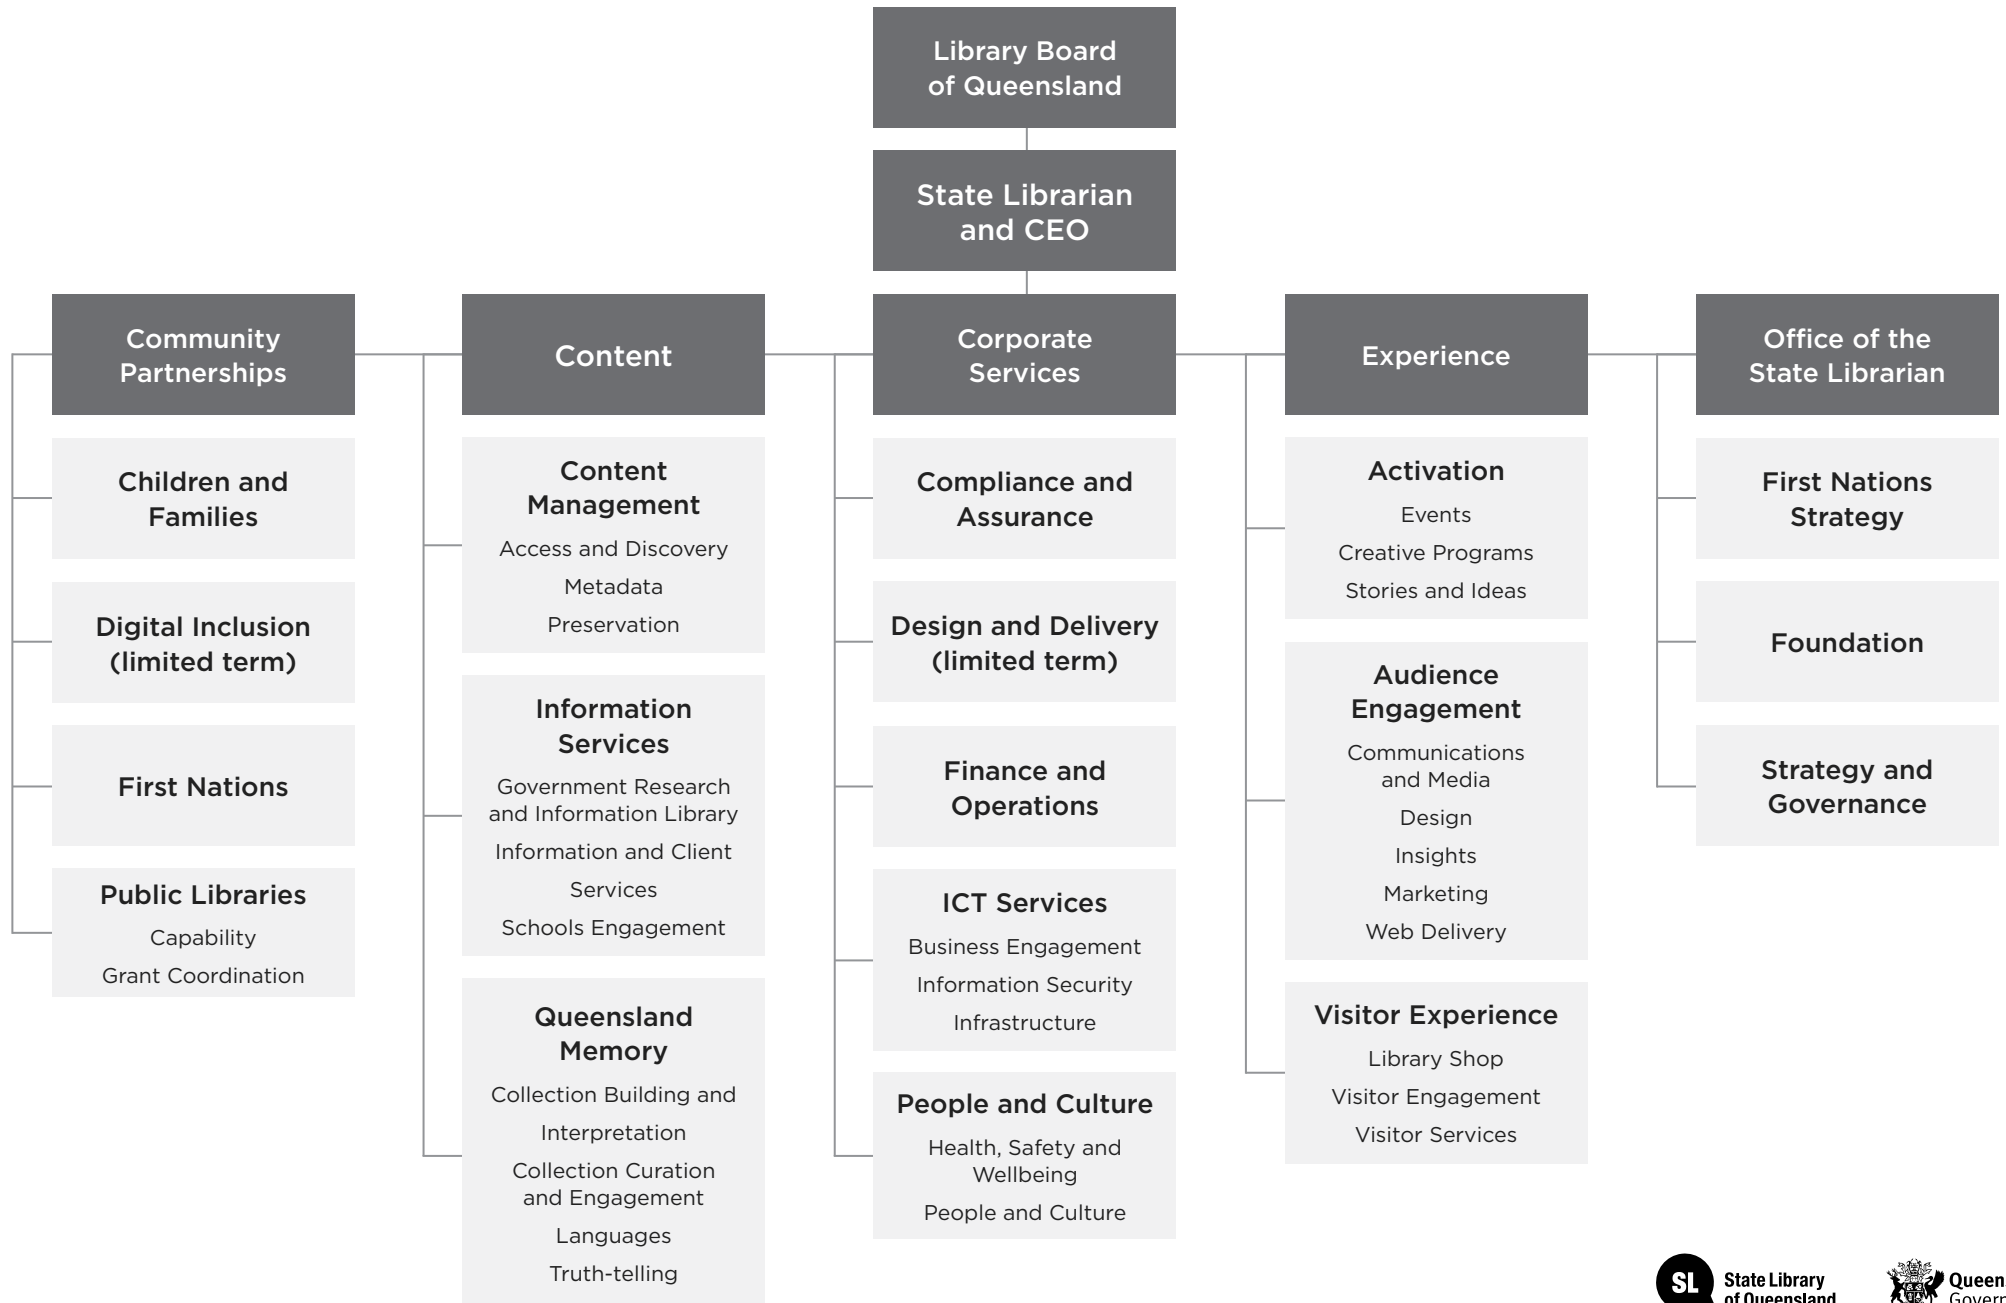 Library Board
of Queensland
State Librarian
and CEO
Community
Partnerships
Children and
Families
Digital Inclusion
(limited term)
First Nations
Public Libraries
Capability
Grant Coordination
Content
Content
Management
Access and Discovery
Metadata
Preservation
Information
Services
Government Research
and Information Library
Information and Client
Services
Schools Engagement
Queensland
Memory
Collection Building and
Interpretation
Collection Curation
and Engagement
Languages
Truth-telling
Corporate
Services
Compliance and
Assurance
Design and Delivery
(limited term)
Finance and
Operations
ICT Services
Business Engagement
Information Security
Infrastructure
People and Culture
Health, Safety and
Wellbeing
People and Culture
Experience
Activation
Events
Creative Programs
Stories and Ideas
Audience
Engagement
Communications
and Media
Design
Insights
Marketing
Web Delivery
Visitor Experience
Library Shop
Visitor Engagement
Visitor Services
Office of the
State Librarian
First Nations
Strategy
Foundation
Strategy and
Governance
SL
State Library
of Queensland